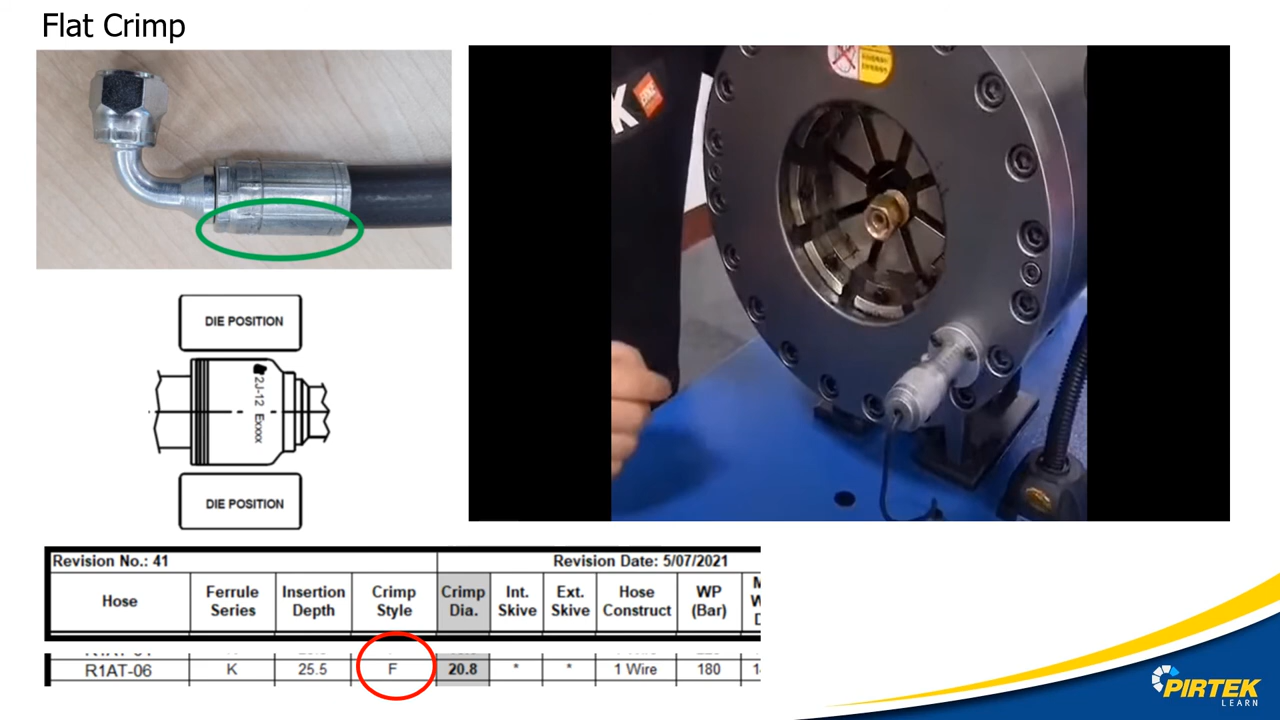 Flat Crimp
DIE POSITION
2J-12 Exxxx
DIE POSITION
Revision No.: 41
Revision Date: 5/07/2021
Hose
Ferrule Series
Insertion Depth
Crimp Style
Crimp Dia.
Int. Skive
Ext. Skive
Hose Construct
WP (Bar)
R1AT-06
K
25.5
F
20.8
*
*
1 Wire
180
PIRTEK
LEARN